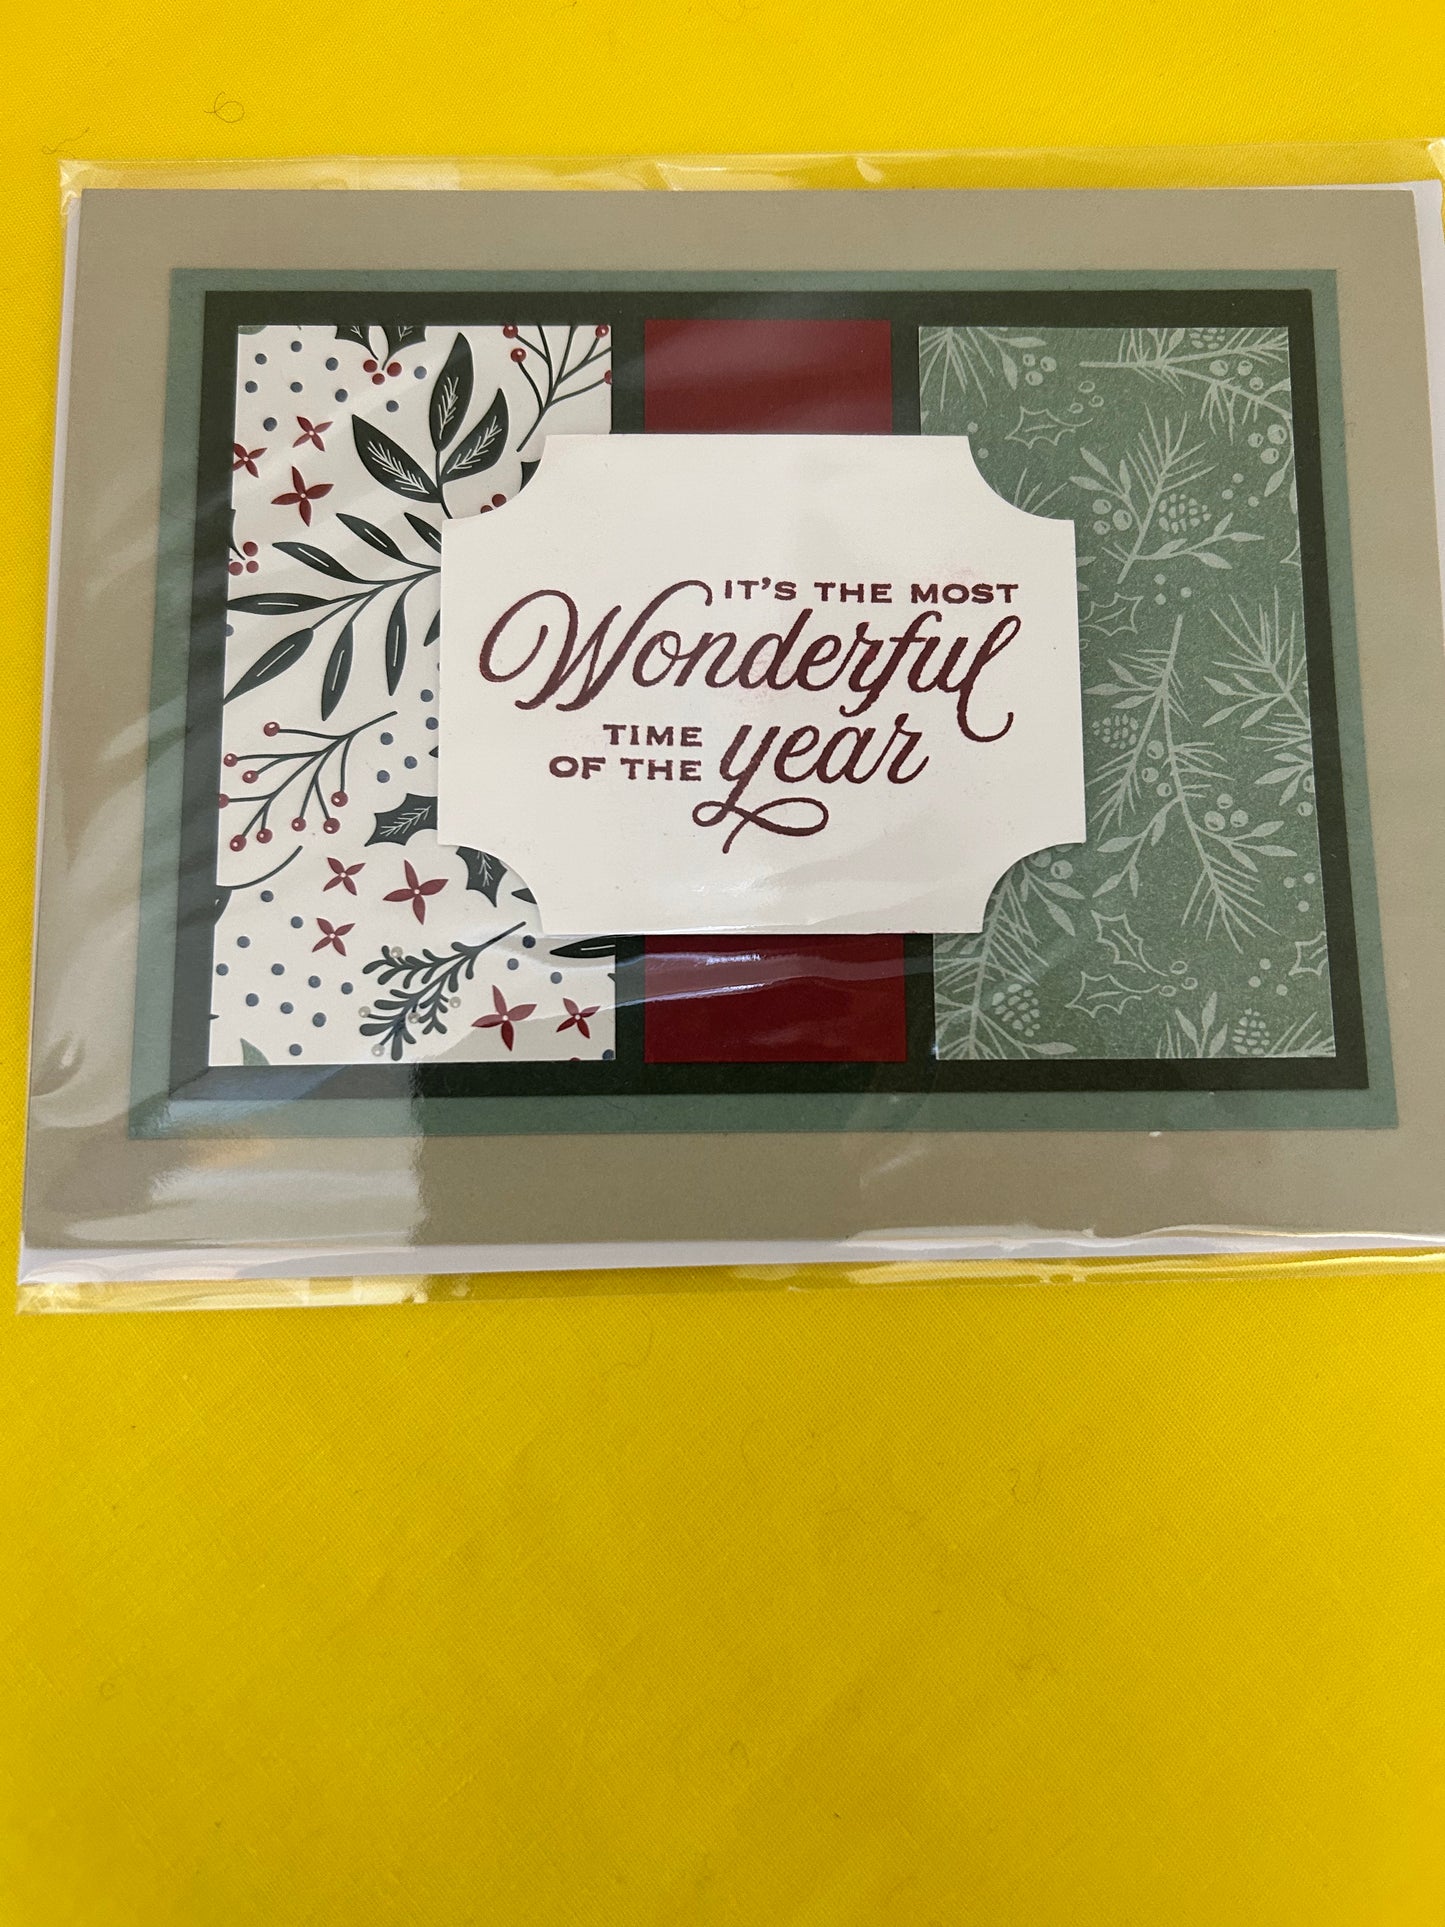 IT'S THE MOST
Wonderful
TIME
OF THE year